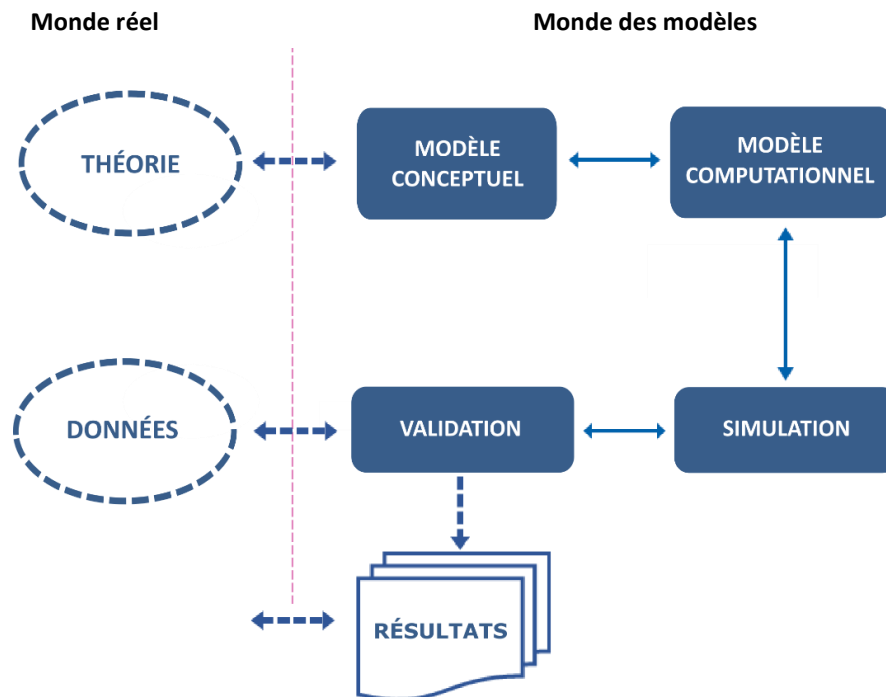 Monde réel
Monde des modèles
THÉORIE
MODÈLE
CONCEPTUEL
MODÈLE
COMPUTATIONNEL
DONNÉES
VALIDATION
SIMULATION
RÉSULTATS